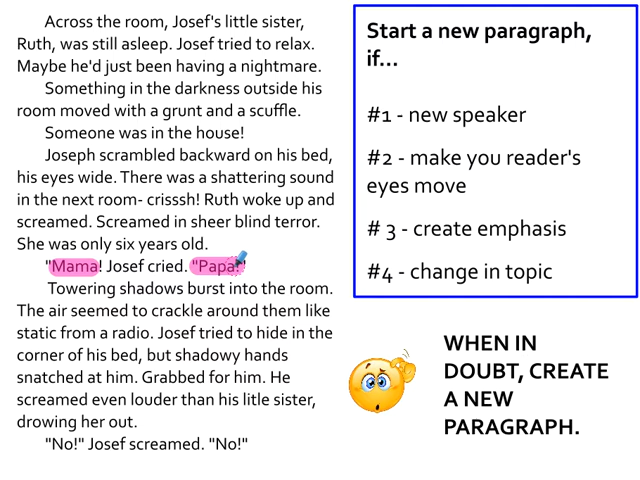 Across the room, Josef's little sister,
Ruth, was still asleep. Josef tried to relax.
Maybe he'd just been having a nightmare.
Something in the darkness outside his
room moved with a grunt and a scuffle.
Someone was in the house!
Joseph scrambled backward on his bed,
his eyes wide. There was a shattering sound
in the next room- crisssh! Ruth woke up and
screamed. Screamed in sheer blind terror.
She was only six years old.
"Mama! Josef cried. "Papa!"
Towering shadows burst into the room.
The air seemed to crackle around them like
static from a radio. Josef tried to hide in the
corner of his bed, but shadowy hands
snatched at him. Grabbed for him. He
screamed even louder than his litle sister,
drowing her out.
"No!" Josef screamed. "No!"
Start a new paragraph,
if...
#1 - new speaker
#2 - make you reader's
eyes move
# 3 - create emphasis
#4 - change in topic
WHEN IN
DOUBT, CREATE
A NEW
PARAGRAPH.